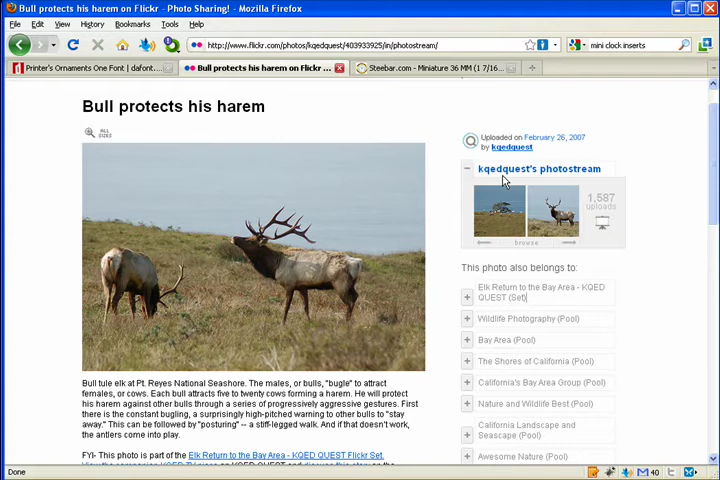 Bull protects his harem on Flickr - Photo Sharing! - Mozilla Firefox
File Edit View History Bookmarks Tools Help
http://www.flickr.com/photos/kqedquest/403933925/in/photostream/
mini clock inserts
Printer's Ornaments One Font | dafont....
Bull protects his harem on Flickr ...
Steebar.com - Miniature 36 MM (1 7/16...
Bull protects his harem
ALL SIZES
Uploaded on February 26, 2007
by kqedquest
kqedquest's photostream
1,587
uploads
browse
This photo also belongs to:
Elk Return to the Bay Area - KQED
QUEST (Set)
Wildlife Photography (Pool)
Bay Area (Pool)
The Shores of California (Pool)
California's Bay Area Group (Pool)
Nature and Wildlife Best (Pool)
California Landscape and
Seascape (Pool)
Awesome Nature (Pool)
Bull tule elk at Pt. Reyes National Seashore. The males, or bulls, "bugle" to attract
females, or cows. Each bull attracts five to twenty cows forming a harem. He will protect
his harem against other bulls through a series of progressively aggressive gestures. First
there is the constant bugling, a surprisingly high-pitched warning to other bulls to "stay
away." This can be followed by "posturing" -- a stiff-legged walk. And if that doesn't work,
the antlers come into play.
FYI- This photo is part of the Elk Return to the Bay Area - KQED QUEST Flickr Set.
Done
40